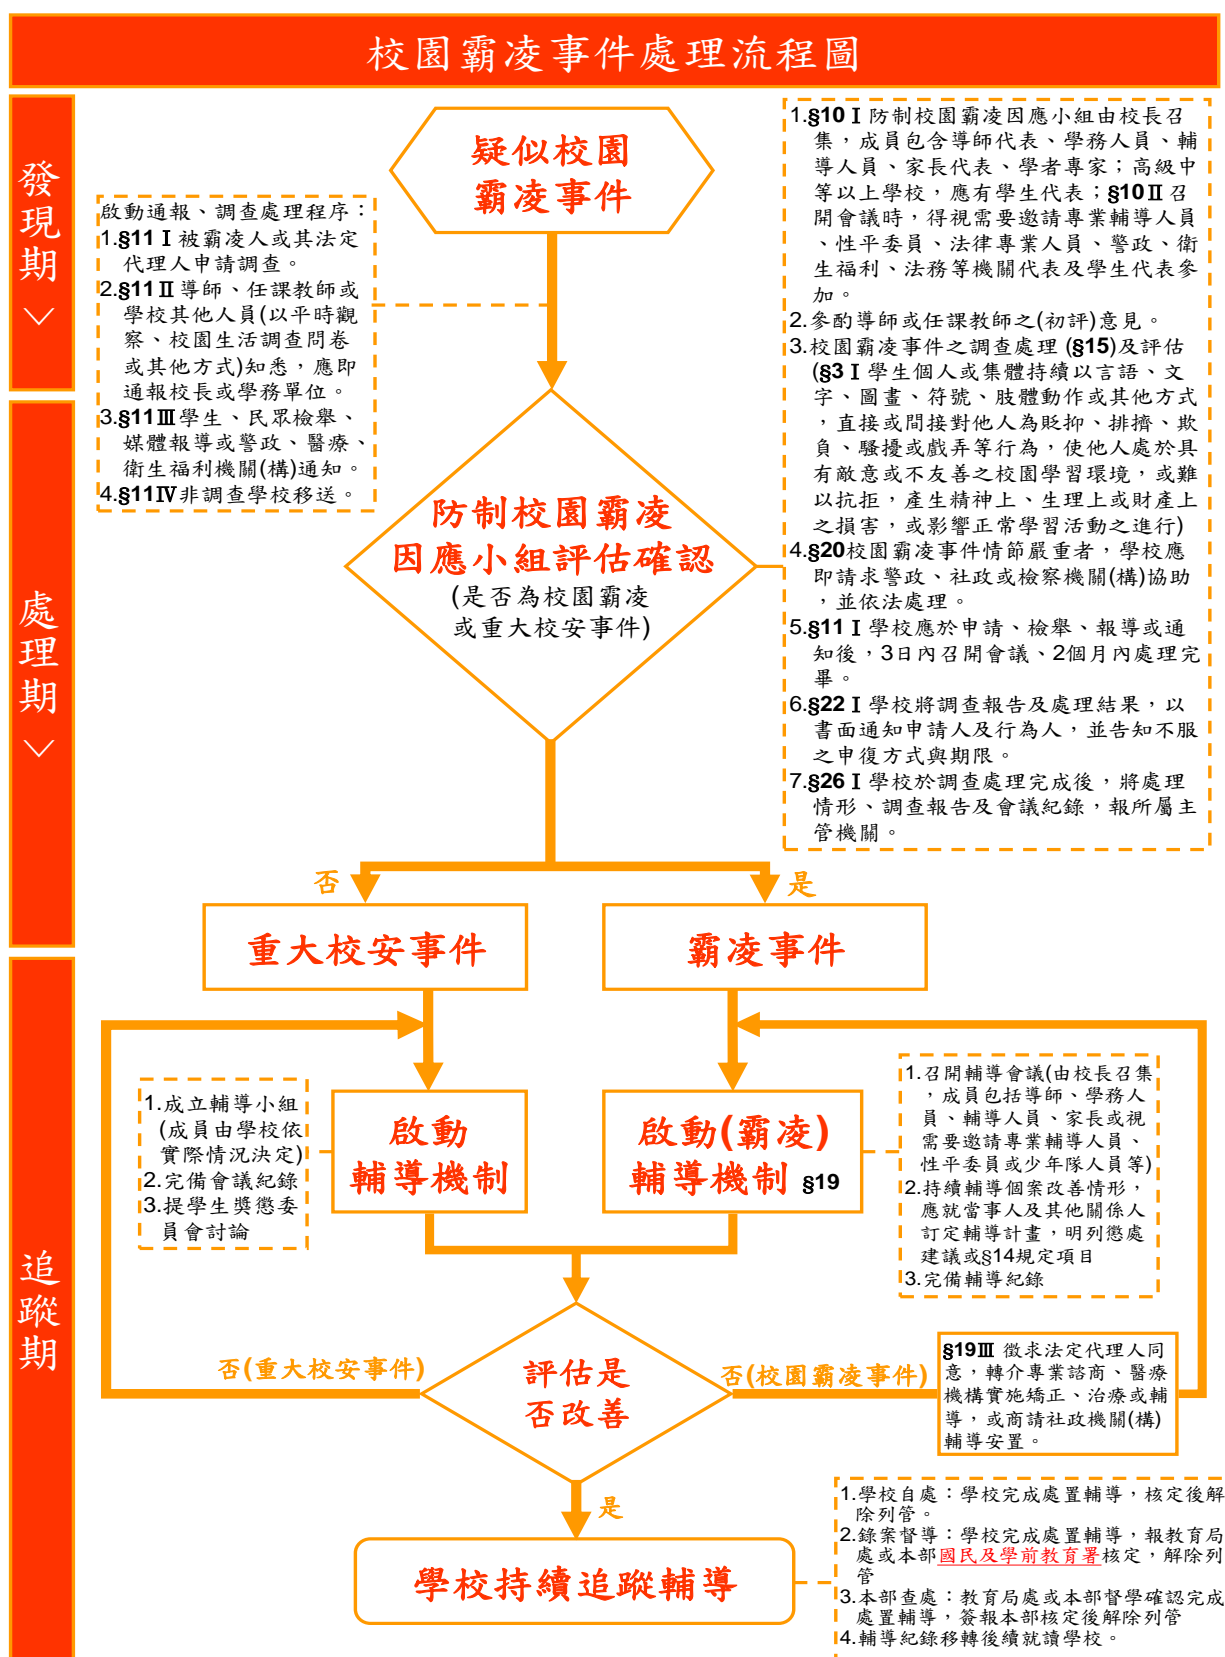 校園霸凌事件處理流程圖
發現期
疑似校園
霸凌事件
啟動通報、調查處理程序：
1.§11Ⅰ被霸凌人或其法定
代理人申請調查。
2.§11Ⅱ導師、任課教師或
學校其他人員(以平時觀
察、校園生活調查問卷
或其他方式)知悉，應即
通報校長或學務單位。
3.§11Ⅲ學生、民眾檢舉、
媒體報導或警政、醫療、
衛生福利機關(構)通知。
4.§11Ⅳ非調查學校移送。
1.§10Ⅰ防制校園霸凌因應小組由校長召
集，成員包含導師代表、學務人員、輔
導人員、家長代表、學者專家；高級中
等以上學校，應有學生代表；§10Ⅱ召
開會議時，得視需要邀請專業輔導人員
、性平委員、法律專業人員、警政、衛
生福利、法務等機關代表及學生代表參
加。
2.參酌導師或任課教師之(初評)意見。
3.校園霸凌事件之調查處理 (§15)及評估
(§3Ⅰ學生個人或集體持續以言語、文
字、圖畫、符號、肢體動作或其他方式
，直接或間接對他人為貶抑、排擠、欺
負、騷擾或戲弄等行為，使他人處於具
有敵意或不友善之校園學習環境，或難
以抗拒，產生精神上、生理上或財產上
之損害，或影響正常學習活動之進行)
4.§20校園霸凌事件情節嚴重者，學校應
即請求警政、社政或檢察機關(構)協助
，並依法處理。
5.§11Ⅰ學校應於申請、檢舉、報導或通
知後，3日內召開會議、2個月內處理完
畢。
6.§22Ⅰ學校將調查報告及處理結果，以
書面通知申請人及行為人，並告知不服
之申復方式與期限。
7.§26Ⅰ學校於調查處理完成後，將處理
情形、調查報告及會議紀錄，報所屬主
管機關。
處理期
防制校園霸凌
因應小組評估確認
(是否為校園霸凌
或重大校安事件)
否
是
重大校安事件
霸凌事件
追蹤期
1.成立輔導小組
(成員由學校依
實際情況決定)
2.完備會議紀錄
3.提學生獎懲委
員會討論
啟動
輔導機制
啟動(霸凌)
輔導機制 §19
1.召開輔導會議(由校長召集
，成員包括導師、學務人
員、輔導人員、家長或視
需要邀請專業輔導人員、
性平委員或少年隊人員等)
2.持續輔導個案改善情形，
應就當事人及其他關係人
訂定輔導計畫，明列懲處
建議或§14規定項目
3.完備輔導紀錄
否(重大校安事件)
評估是
否改善
否(校園霸凌事件)
§19Ⅲ 徵求法定代理人同
意，轉介專業諮商、醫療
機構實施矯正、治療或輔
導，或商請社政機關(構)
輔導安置。
是
學校持續追蹤輔導
1.學校自處：學校完成處置輔導，核定後解
除列管。
2.錄案督導：學校完成處置輔導，報教育局
處或本部國民及學前教育署核定，解除列
管
3.本部查處：教育局處或本部督學確認完成
處置輔導，簽報本部核定後解除列管
4.輔導紀錄移轉後續就讀學校。